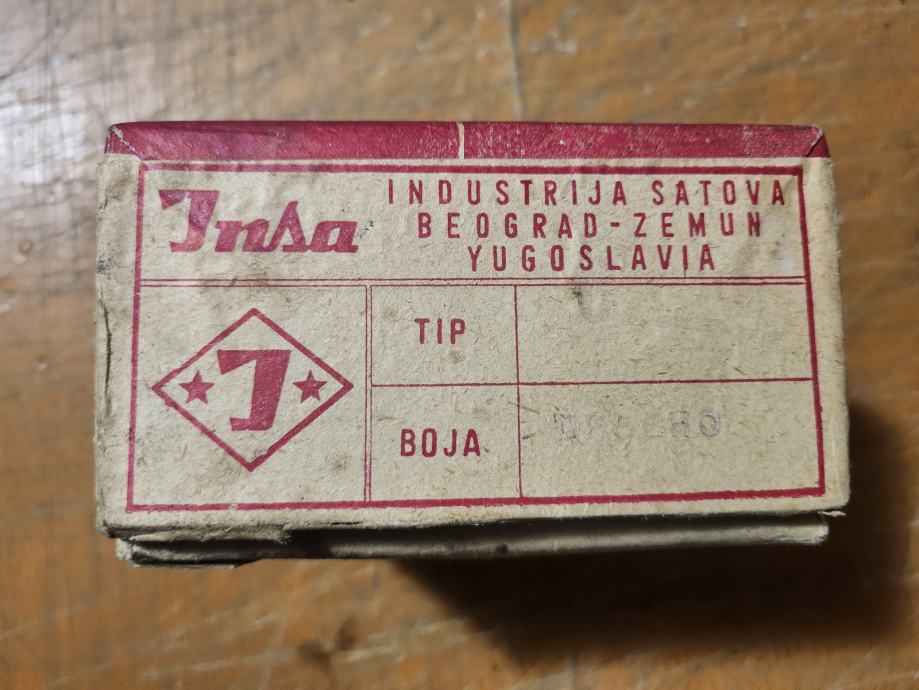 Insa
INDUSTRIJA SATOVA
BEOGRAD-ZEMUN
YUGOSLAVIA
I
TIP
BOJA